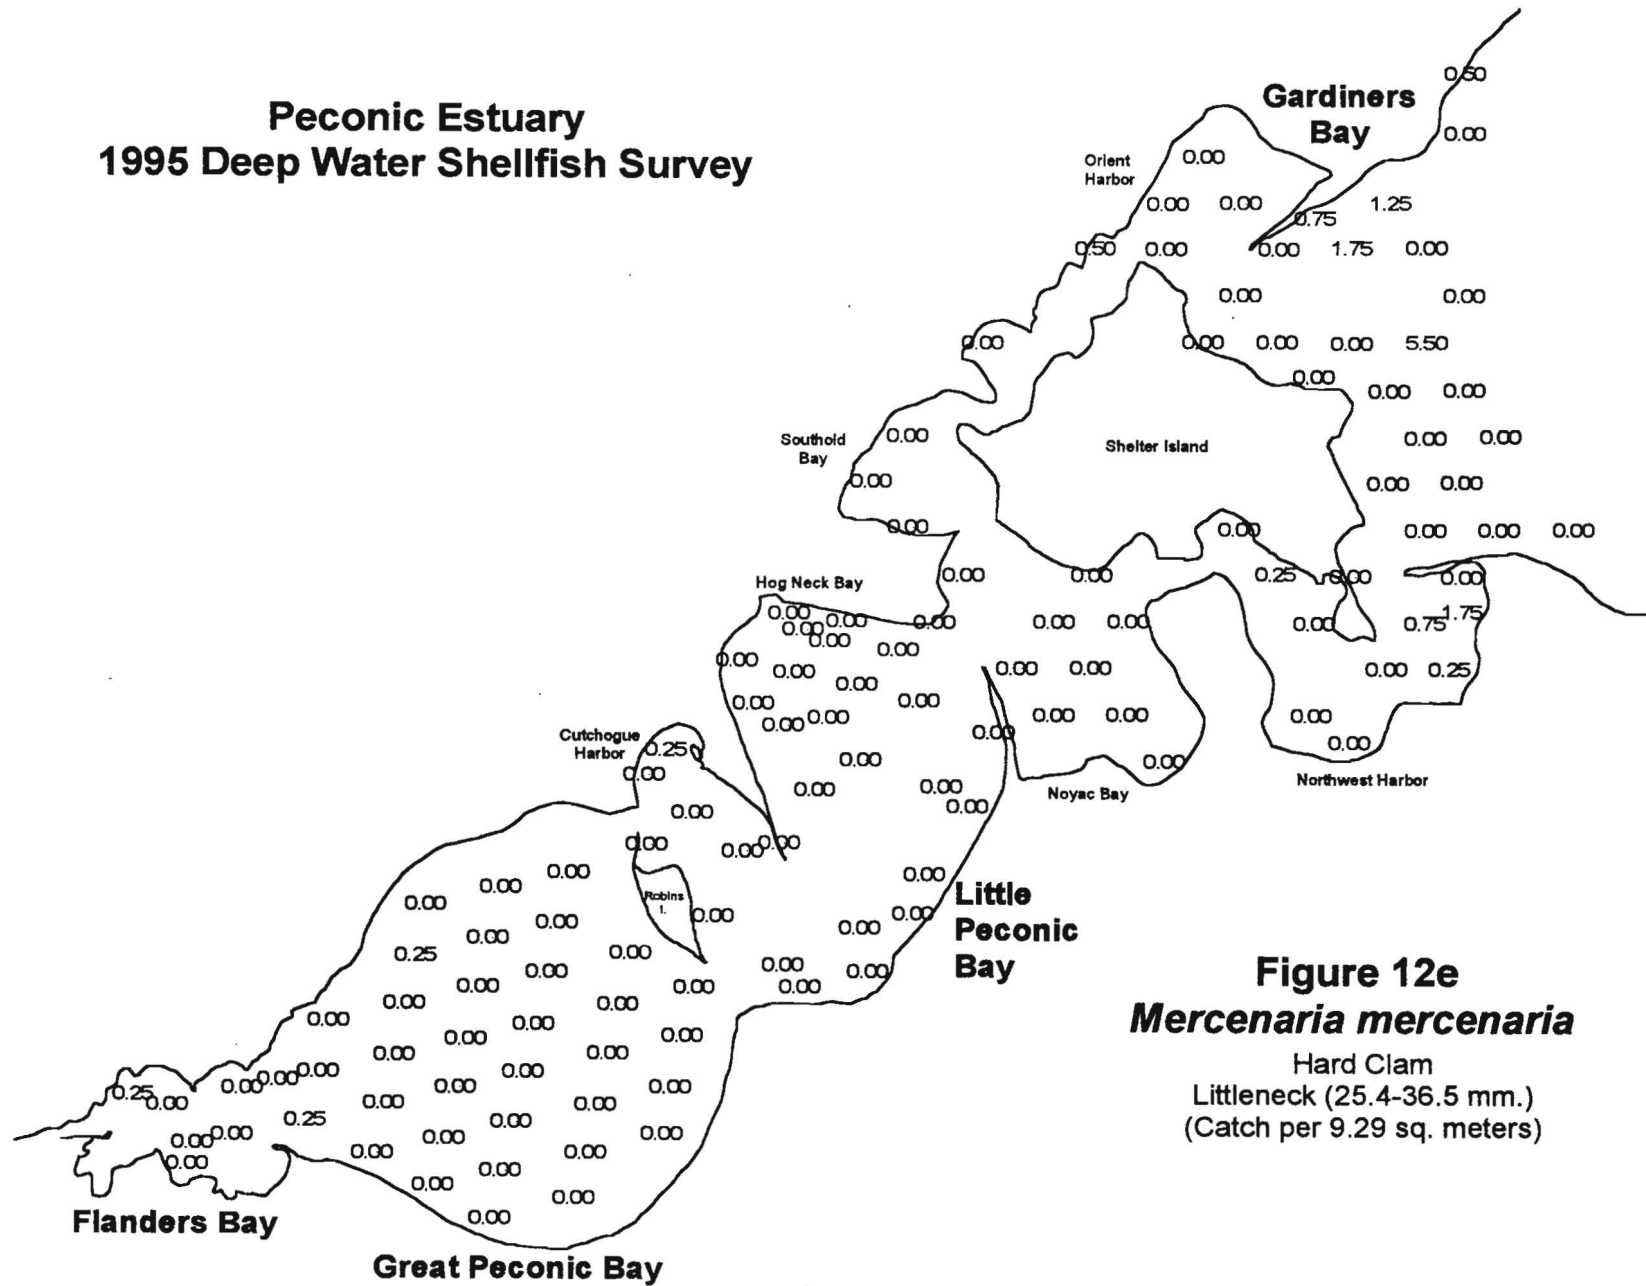 Peconic Estuary
1995 Deep Water Shellfish Survey
Gardiners
Bay
0.50
0.00
Orient
Harbor
0.00
0.00 0.00 0.75 1.25
0.50 0.00 0.00 1.75 0.00
0.00 0.00
0.00 0.00 0.00 0.00 5.50
0.00 0.00 0.00
Southold
Bay
0.00
Shelter Island
0.00 0.00
0.00 0.00 0.00
0.00 0.00 0.00 0.00 0.00
Hog Neck Bay
0.00 0.00 0.25 0.00 0.00
0.00 0.00 0.00 0.00 0.00 0.00 0.75 1.75
0.00 0.00 0.00
0.00 0.00 0.00 0.00 0.00 0.25
0.00 0.00
0.00 0.00
0.00 0.00 0.00 0.00 0.00
0.00 0.00
Cutchogue
Harbor
0.25
0.00
0.00 0.00 0.00
Noyac Bay
Northwest Harbor
0.00 0.00 0.00
0.00
0.00 0.00 0.00
0.00 0.00 0.00
Robins
I.
Little
Peconic
Bay
0.00 0.00 0.00
0.00 0.00 0.00
0.25 0.00 0.00 0.00
0.00 0.00 0.00 0.00 0.00
0.00 0.00 0.00
0.00 0.00 0.00 0.00
Figure 12e
Mercenaria mercenaria
Hard Clam
Littleneck (25.4-36.5 mm.)
(Catch per 9.29 sq. meters)
0.00 0.00
0.25 0.00 0.00 0.00 0.00 0.00 0.00 0.00
0.00 0.00
0.00 0.00 0.25 0.00 0.00 0.00
0.00 0.00 0.00 0.00
0.00 0.00
0.00
Flanders Bay
Great Peconic Bay